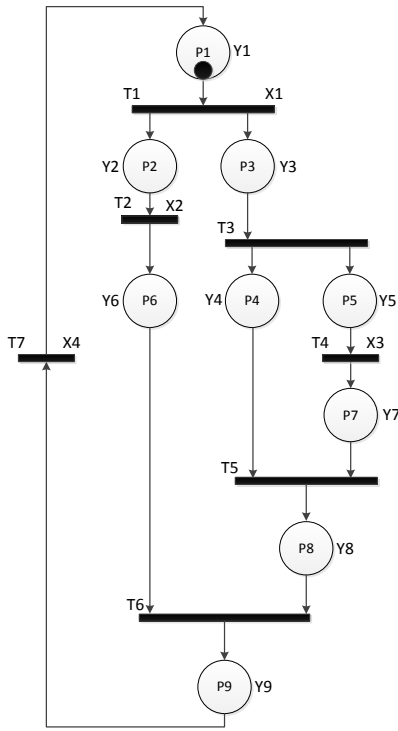 P1 Y1
T1 X1
Y2 P2 P3 Y3
T2 X2
T3
Y6 P6 Y4 P4 P5 Y5
T7 X4 T4 X3
P7 Y7
T5
P8 Y8
T6
P9 Y9